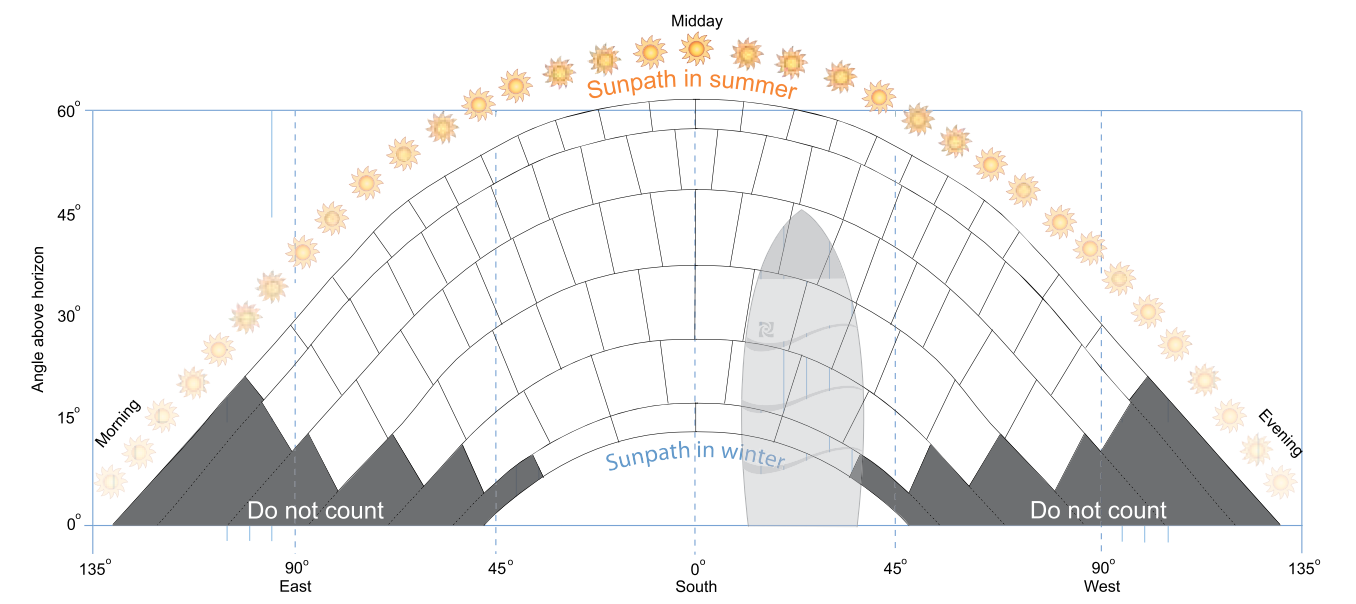 Midday
Sunpath in summer
60°
45°
30°
15°
0°
Angle above horizon
Morning
Evening
Sunpath in winter
Do not count
Do not count
135°
90°
45°
0°
45°
90°
135°
East
South
West